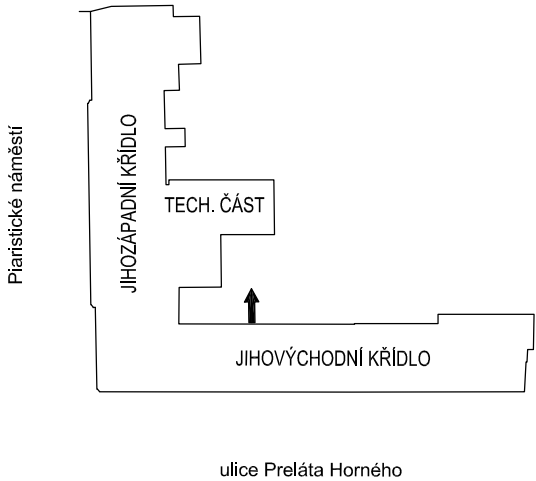 Piaristické náměstí
JIHOZÁPADNÍ KŘÍDLO
TECH. ČÁST
JIHOVÝCHODNÍ KŘÍDLO
ulice Preláta Horného